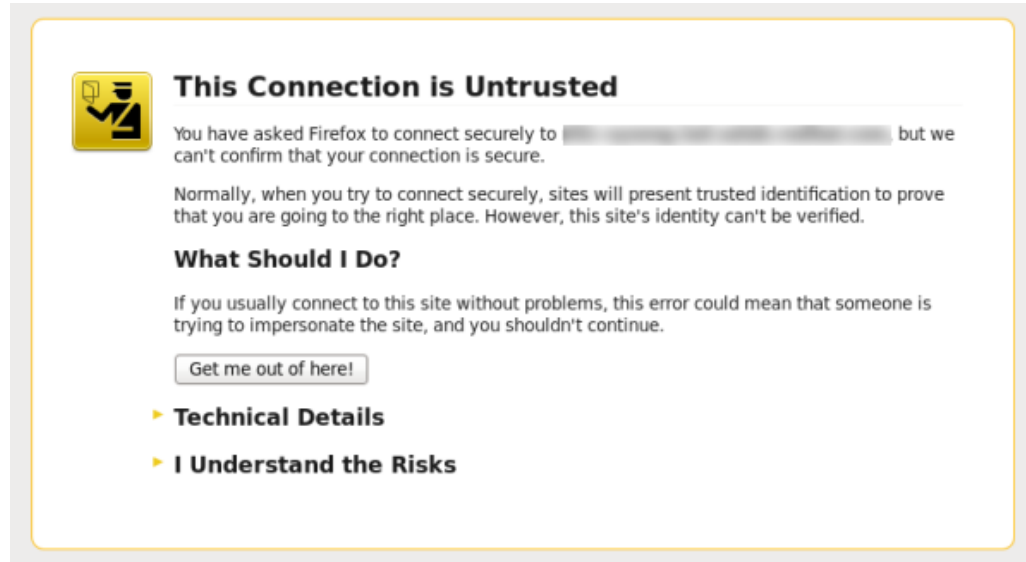 This Connection is Untrusted
You have asked Firefox to connect securely to , but we
can't confirm that your connection is secure.
Normally, when you try to connect securely, sites will present trusted identification to prove
that you are going to the right place. However, this site's identity can't be verified.
What Should I Do?
If you usually connect to this site without problems, this error could mean that someone is
trying to impersonate the site, and you shouldn't continue.
Get me out of here!
Technical Details
I Understand the Risks